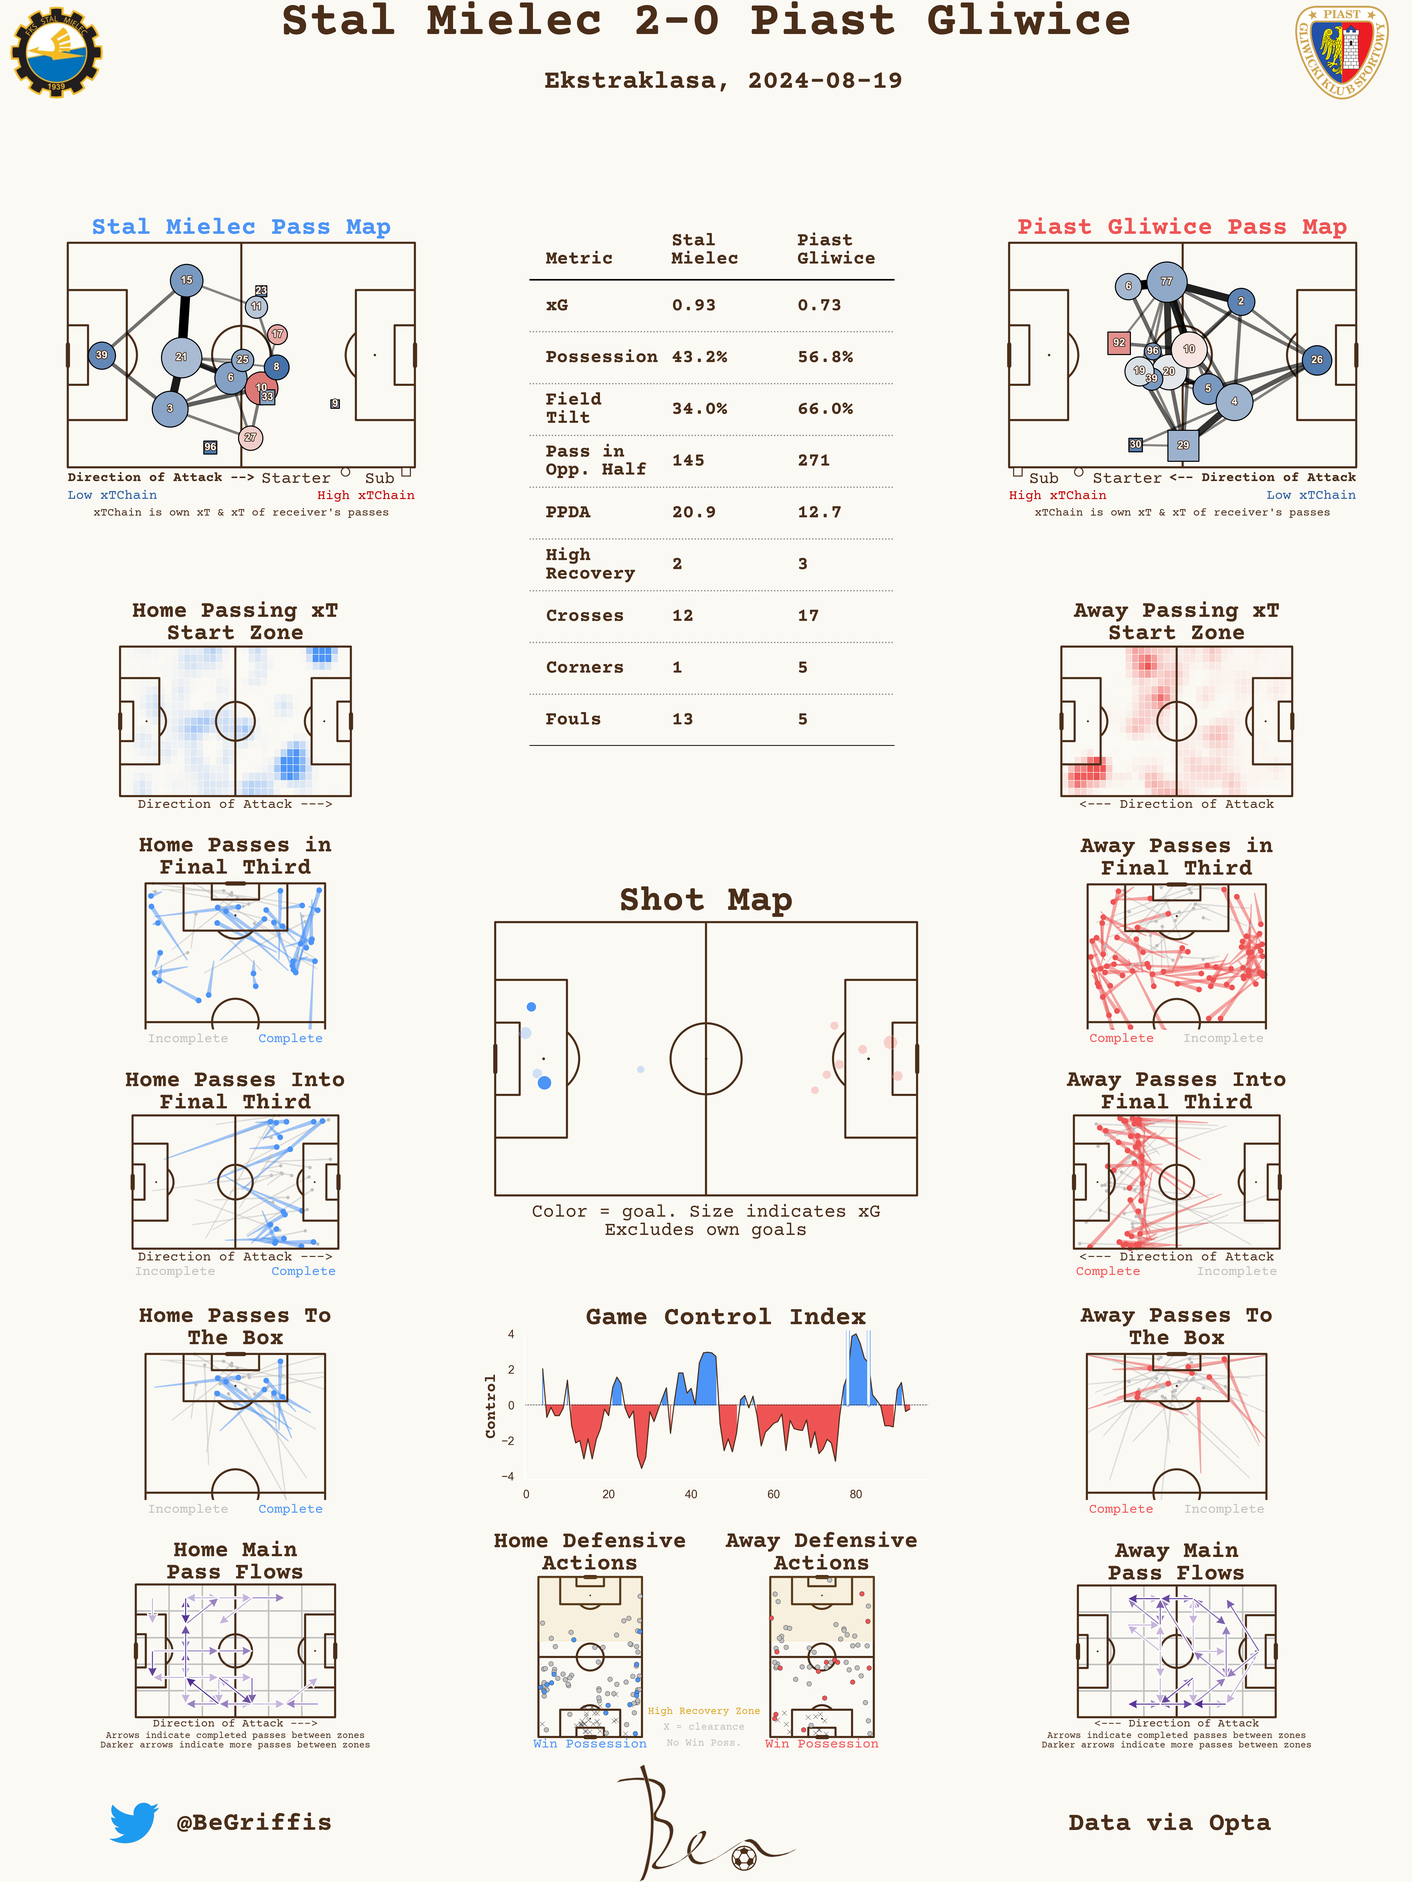 Stal Mielec 2-0 Piast Gliwice
Ekstraklasa, 2024-08-19
FKS STAL MIELEC
1939
PIAST
GLIWICKI KLUB SPORTOWY
Stal Mielec Pass Map
15
23
11
17
39
21
25
8
6
10
33
3
9
27
96
Direction of Attack --> Starter Sub
Low xTChain High xTChain
xTChain is own xT & xT of receiver's passes
Metric Stal Mielec Piast Gliwice
xG 0.93 0.73
Possession 43.2% 56.8%
Field Tilt 34.0% 66.0%
Pass in Opp. Half 145 271
PPDA 20.9 12.7
High Recovery 2 3
Crosses 12 17
Corners 1 5
Fouls 13 5
Piast Gliwice Pass Map
6
77
2
92
96
10
26
19
39
20
5
4
30
29
Sub Starter <-- Direction of Attack
High xTChain Low xTChain
xTChain is own xT & xT of receiver's passes
Home Passing xT
Start Zone
Direction of Attack --->
Away Passing xT
Start Zone
<--- Direction of Attack
Home Passes in
Final Third
Incomplete Complete
Away Passes in
Final Third
Complete Incomplete
Shot Map
Color = goal. Size indicates xG
Excludes own goals
Home Passes Into
Final Third
Direction of Attack --->
Incomplete Complete
Away Passes Into
Final Third
<--- Direction of Attack
Complete Incomplete
Home Passes To
The Box
Incomplete Complete
Game Control Index
Control
4
2
0
−2
−4
0 20 40 60 80
Away Passes To
The Box
Complete Incomplete
Home Main
Pass Flows
Direction of Attack --->
Arrows indicate completed passes between zones
Darker arrows indicate more passes between zones
Home Defensive
Actions
Win Possession
Away Defensive
Actions
Win Possession
High Recovery Zone
X = clearance
No Win Poss.
Away Main
Pass Flows
<--- Direction of Attack
Arrows indicate completed passes between zones
Darker arrows indicate more passes between zones
@BeGriffis
Ben
Data via Opta